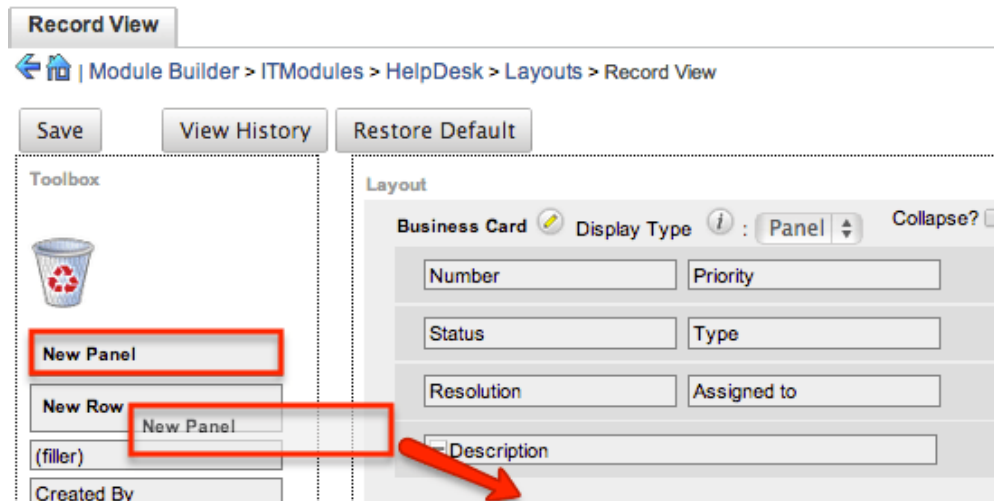 Record View
| Module Builder > ITModules > HelpDesk > Layouts > Record View
Save View History Restore Default
Toolbox
New Panel
New Row
New Panel
(filler)
Created By
Layout
Business Card Display Type i : Panel Collapse?
Number Priority
Status Type
Resolution Assigned to
Description